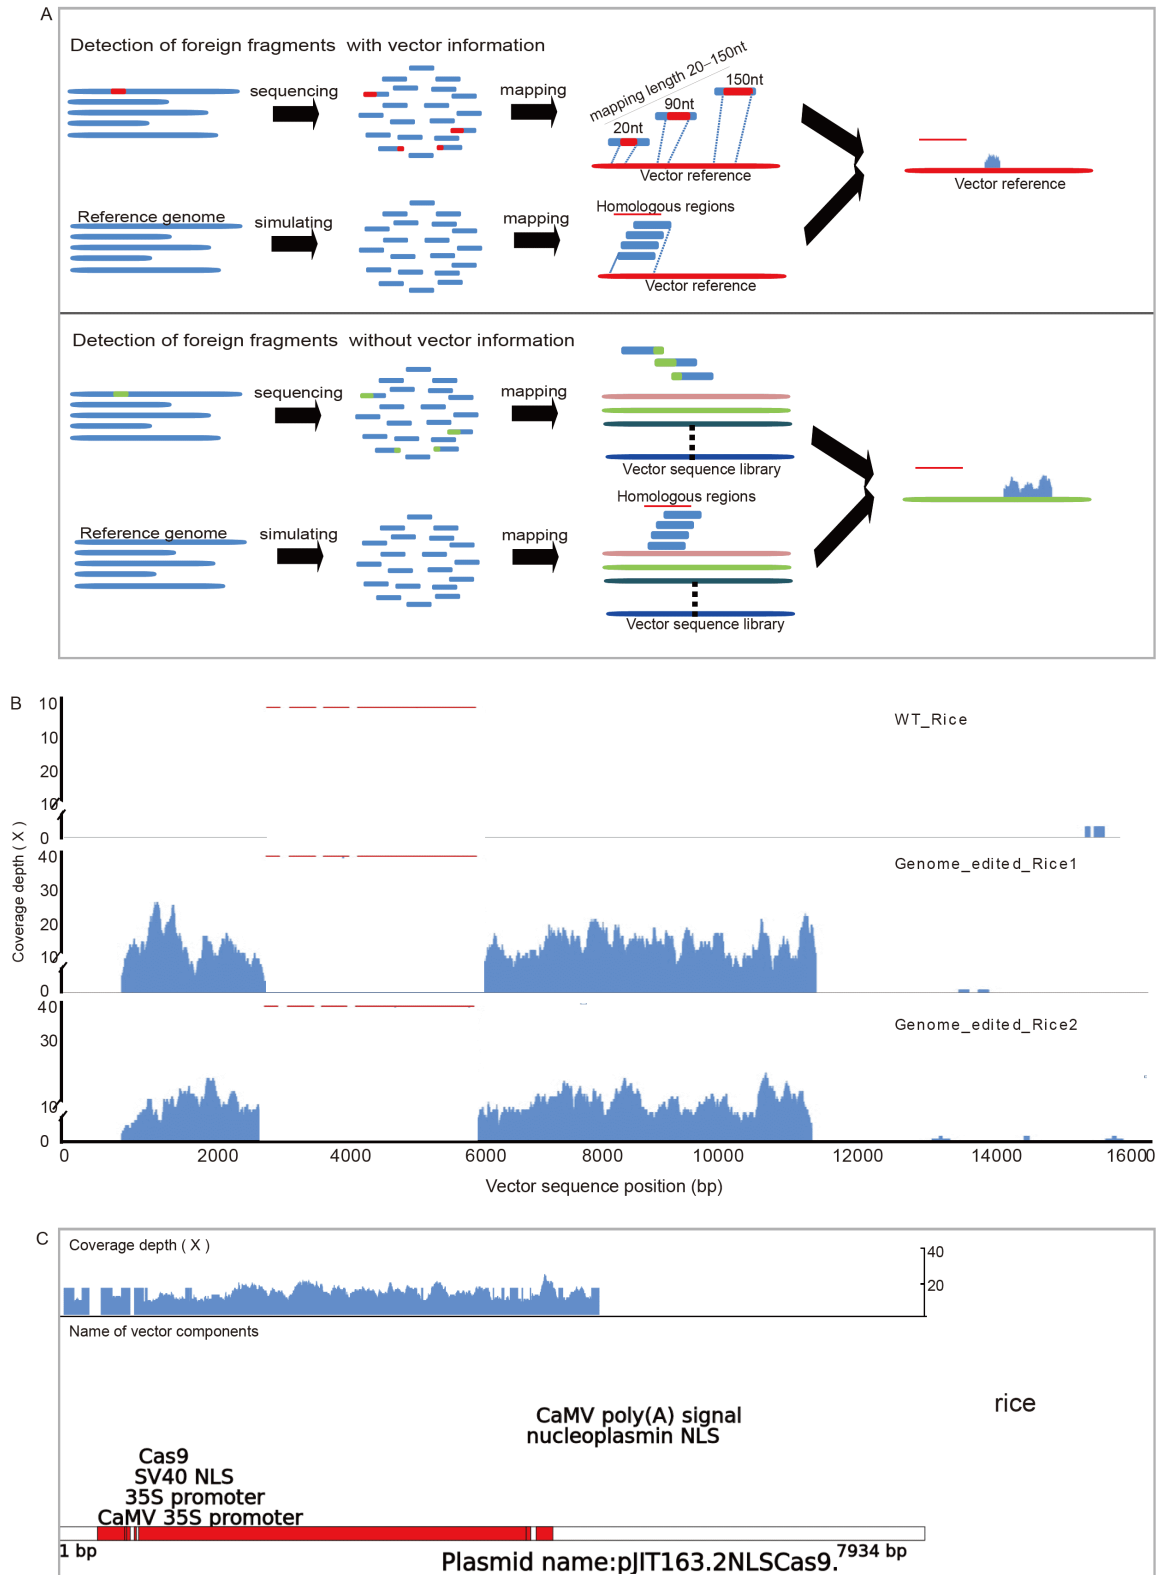 A
Detection of foreign fragments with vector information
sequencing
mapping
mapping length 20–150nt
20nt
90nt
150nt
Vector reference
Vector reference
Reference genome
simulating
mapping
Homologous regions
Vector reference
Detection of foreign fragments without vector information
sequencing
mapping
Vector sequence library
Reference genome
simulating
mapping
Homologous regions
Vector sequence library
B
Coverage depth ( X )
10
10
20
10
0
WT_Rice
40
30
20
10
0
Genome_edited_Rice1
40
30
10
0
Genome_edited_Rice2
0 2000 4000 6000 8000 10000 12000 14000 16000
Vector sequence position (bp)
C
Coverage depth ( X )
40
20
Name of vector components
rice
CaMV poly(A) signal
nucleoplasmin NLS
Cas9
SV40 NLS
35S promoter
CaMV 35S promoter
1 bp
7934 bp
Plasmid name:pJIT163.2NLSCas9.